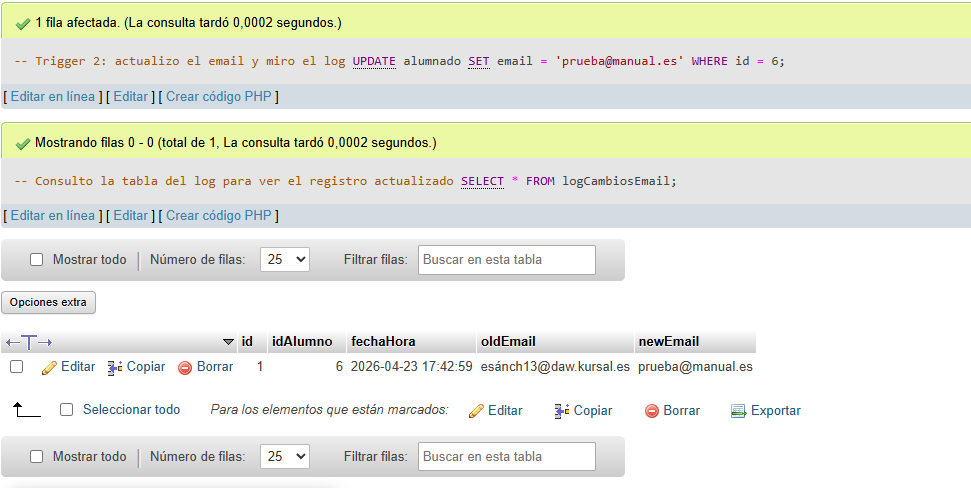 1 fila afectada. (La consulta tardó 0,0002 segundos.)
-- Trigger 2: actualizo el email y miro el log UPDATE alumnado SET email = 'prueba@manual.es' WHERE id = 6;
[ Editar en línea ] [ Editar ] [ Crear código PHP ]
Mostrando filas 0 - 0 (total de 1, La consulta tardó 0,0002 segundos.)
-- Consulto la tabla del log para ver el registro actualizado SELECT * FROM logCambiosEmail;
[ Editar en línea ] [ Editar ] [ Crear código PHP ]
Mostrar todo | Número de filas: 25 Filtrar filas: Buscar en esta tabla
Opciones extra
←T→ id idAlumno fechaHora oldEmail newEmail
Editar Copiar Borrar 1 6 2026-04-23 17:42:59 esánch13@daw.kursal.es prueba@manual.es
Seleccionar todo Para los elementos que están marcados: Editar Copiar Borrar Exportar
Mostrar todo | Número de filas: 25 Filtrar filas: Buscar en esta tabla